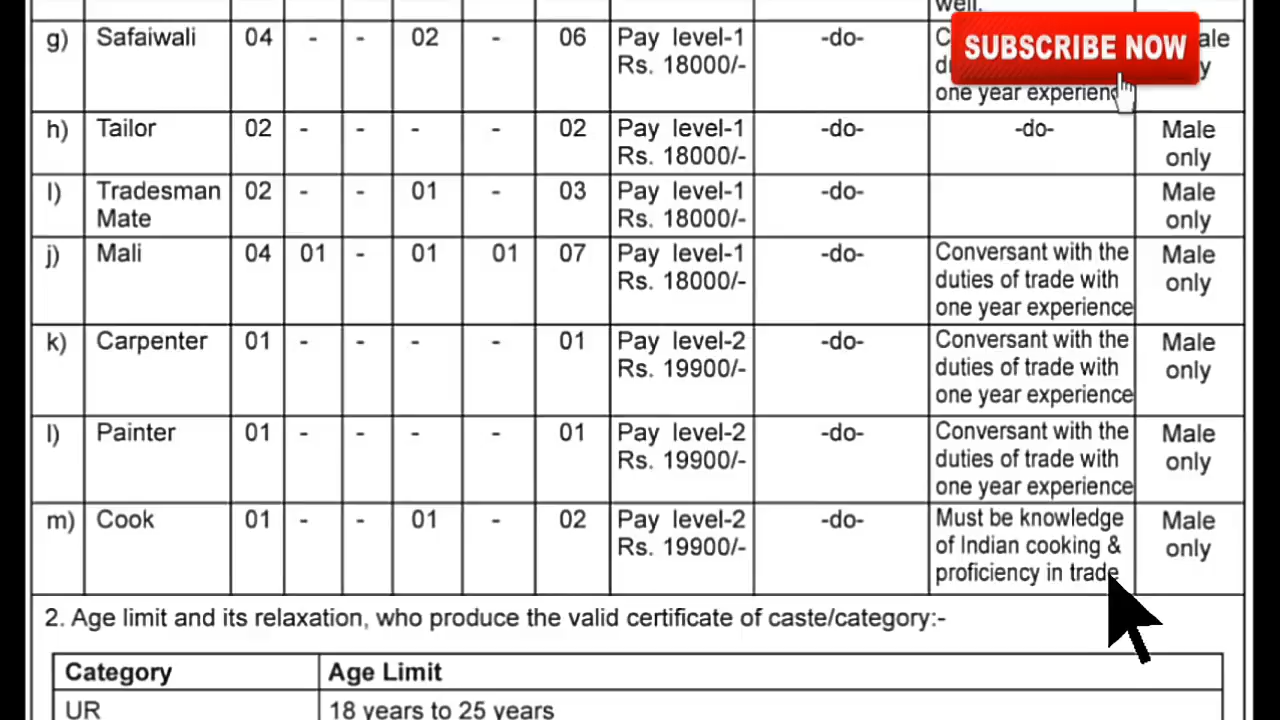 well.
g) Safaiwali 04 - - 02 - 06 Pay level-1 -do-
Rs. 18000/-
one year experien
SUBSCRIBE NOW
h) Tailor 02 - - - - 02 Pay level-1 -do- -do- Male
Rs. 18000/- only
l) Tradesman 02 - - 01 - 03 Pay level-1 -do- Male
Mate Rs. 18000/- only
j) Mali 04 01 - 01 01 07 Pay level-1 -do- Conversant with the Male
Rs. 18000/- duties of trade with only
one year experience
k) Carpenter 01 - - - - 01 Pay level-2 -do- Conversant with the Male
Rs. 19900/- duties of trade with only
one year experience
l) Painter 01 - - - - 01 Pay level-2 -do- Conversant with the Male
Rs. 19900/- duties of trade with only
one year experience
m) Cook 01 - - 01 - 02 Pay level-2 -do- Must be knowledge Male
Rs. 19900/- of Indian cooking & only
proficiency in trade
2. Age limit and its relaxation, who produce the valid certificate of caste/category:-
Category Age Limit
UR 18 years to 25 years